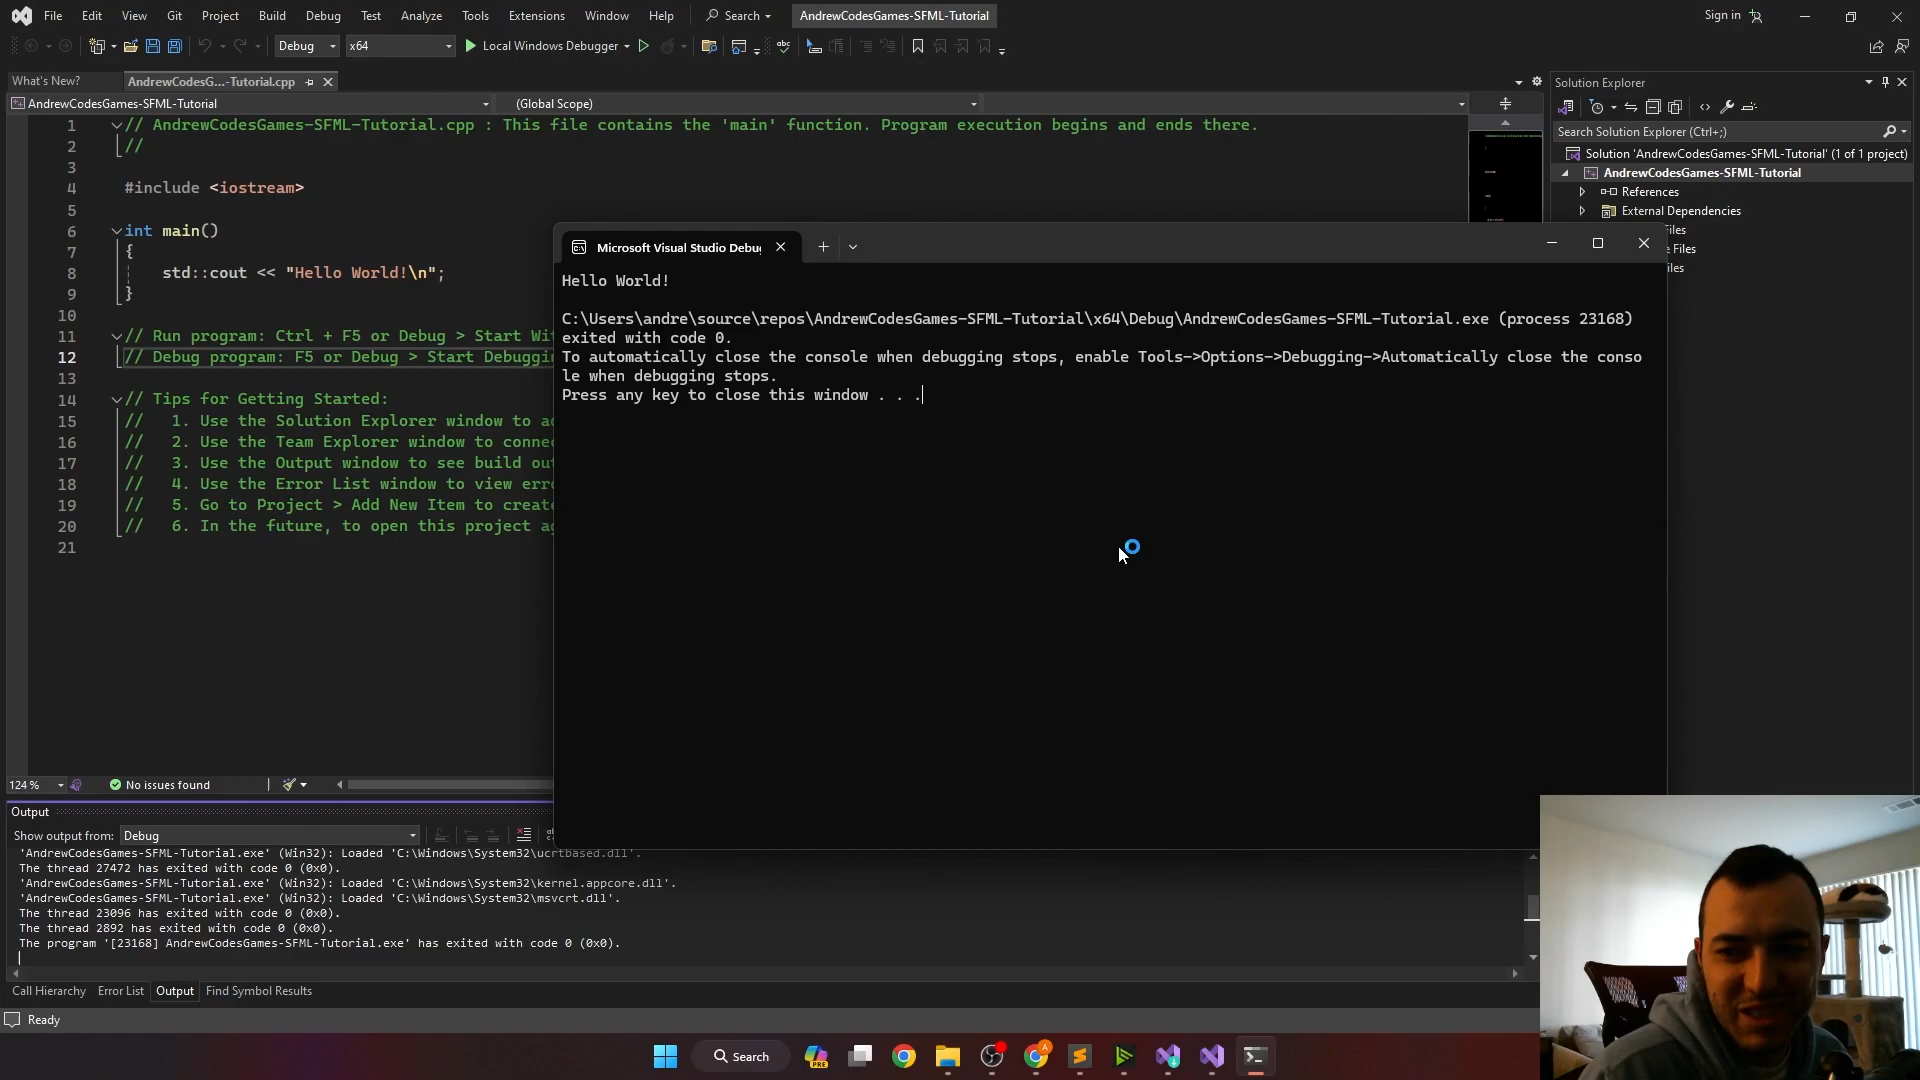 File Edit View Git Project Build Debug Test Analyze Tools Extensions Window Help Search AndrewCodesGames-SFML-Tutorial Sign in
Debug x64 Local Windows Debugger
What's New? AndrewCodesG...-Tutorial.cpp
AndrewCodesGames-SFML-Tutorial (Global Scope)
1 // AndrewCodesGames-SFML-Tutorial.cpp : This file contains the 'main' function. Program execution begins and ends there.
2 //
3
4 #include <iostream>
5
6 int main()
7 {
8 std::cout << "Hello World!\n";
9 }
10
11 // Run program: Ctrl + F5 or Debug > Start Wit
12 // Debug program: F5 or Debug > Start Debuggin
13
14 // Tips for Getting Started:
15 // 1. Use the Solution Explorer window to ad
16 // 2. Use the Team Explorer window to connec
17 // 3. Use the Output window to see build out
18 // 4. Use the Error List window to view erro
19 // 5. Go to Project > Add New Item to create
20 // 6. In the future, to open this project ag
21
Microsoft Visual Studio Debug
Hello World!
C:\Users\andre\source\repos\AndrewCodesGames-SFML-Tutorial\x64\Debug\AndrewCodesGames-SFML-Tutorial.exe (process 23168)
exited with code 0.
To automatically close the console when debugging stops, enable Tools->Options->Debugging->Automatically close the conso
le when debugging stops.
Press any key to close this window . . .
Solution Explorer
Search Solution Explorer (Ctrl+;)
Solution 'AndrewCodesGames-SFML-Tutorial' (1 of 1 project)
AndrewCodesGames-SFML-Tutorial
References
External Dependencies
iles
e Files
iles
124 % No issues found
Output
Show output from: Debug
'AndrewCodesGames-SFML-Tutorial.exe' (Win32): Loaded 'C:\Windows\System32\ucrtbased.dll'.
The thread 27472 has exited with code 0 (0x0).
'AndrewCodesGames-SFML-Tutorial.exe' (Win32): Loaded 'C:\Windows\System32\kernel.appcore.dll'.
'AndrewCodesGames-SFML-Tutorial.exe' (Win32): Loaded 'C:\Windows\System32\msvcrt.dll'.
The thread 23096 has exited with code 0 (0x0).
The thread 2892 has exited with code 0 (0x0).
The program '[23168] AndrewCodesGames-SFML-Tutorial.exe' has exited with code 0 (0x0).
Call Hierarchy Error List Output Find Symbol Results
Ready
Search
PRE
A